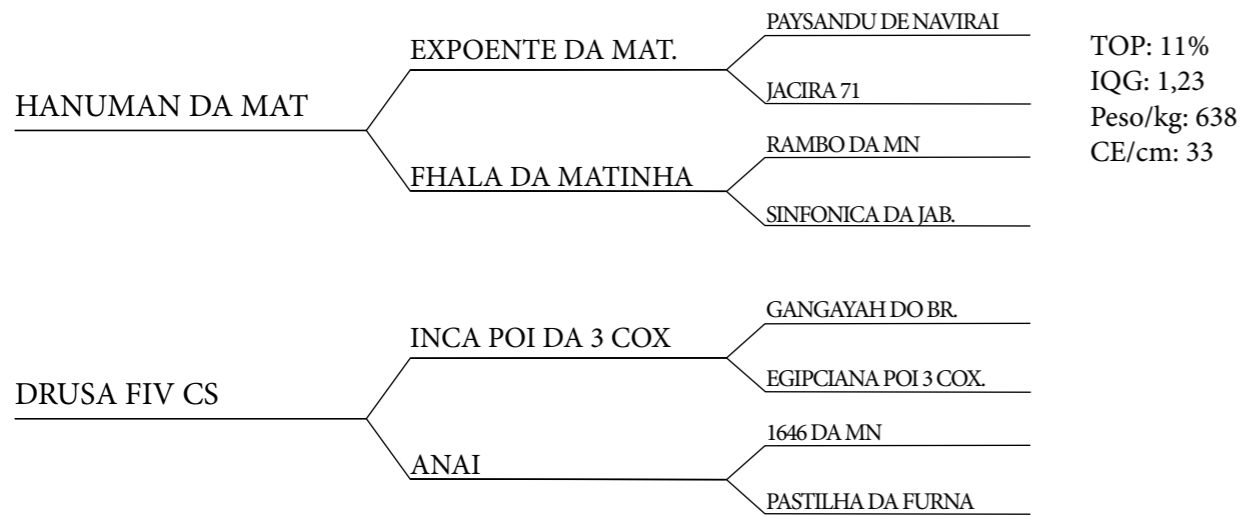 PAYSANDU DE NAVIRAI
EXPOENTE DA MAT.
JACIRA 71
HANUMAN DA MAT
RAMBO DA MN
FHALA DA MATINHA
SINFONICA DA JAB.
TOP: 11%
IQG: 1,23
Peso/kg: 638
CE/cm: 33
GANGAYAH DO BR.
INCA POI DA 3 COX
EGIPCIANA POI 3 COX.
DRUSA FIV CS
1646 DA MN
ANAI
PASTILHA DA FURNA